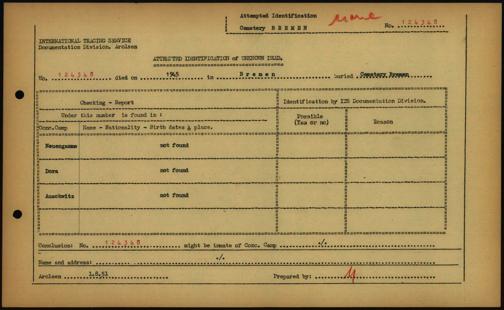 Attempted Identification
Cemetery BREMEN No. 124348
INTERNATIONAL TRACING SERVICE
Documentation Division, Arolsen
ATTEMPTED IDENTIFICATION of UNKNOWN DEAD.
No. 124348 died on 1945 in Bremen buried Cemetery Bremen
Checking - Report
Identification by ITS Documentation Division.
Under this number is found in :
Possible
(Yes or no)
Reason
Conc.Camp Name - Nationality - Birth dates & place.
Neuengamme not found
Dora not found
Auschwitz not found
Conclusion: No. 124348 might be inmate of Conc. Camp ./.
Name and address: ./.
Arolsen 1.8.51 Prepared by: